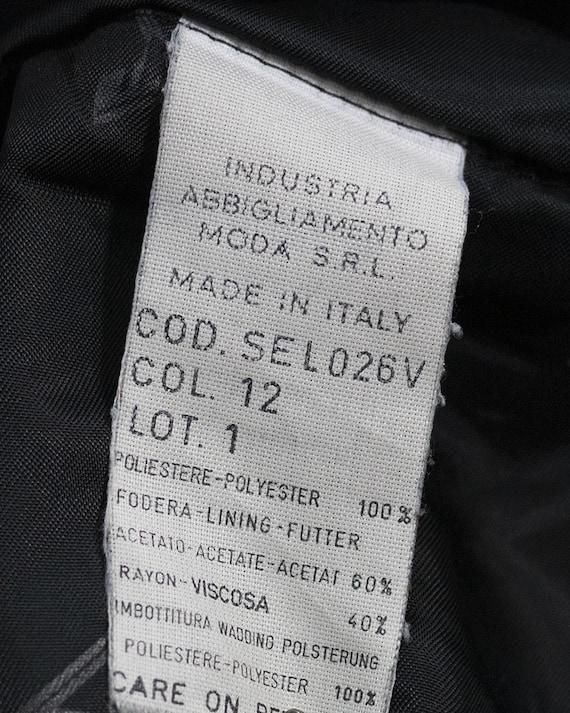 INDUSTRIA
ABBIGLIAMENTO
MODA S.R.L.
MADE IN ITALY
COD. SEL026V
COL. 12
LOT. 1
POLIESTERE-POLYESTER 100%
FODERA-LINING-FUTTER
ACETATO-ACETATE-ACETAT 60%
RAYON-VISCOSA 40%
IMBOTTITURA WADDING POLSTERUNG
POLIESTERE-POLYESTER 100%
CARE ON